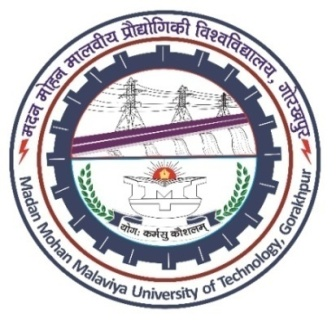 मदन मोहन मालवीय प्रौद्योगिकी विश्वविद्यालय, गोरखपुर
योगः कर्मसु कौशलम्
Madan Mohan Malaviya University of Technology, Gorakhpur